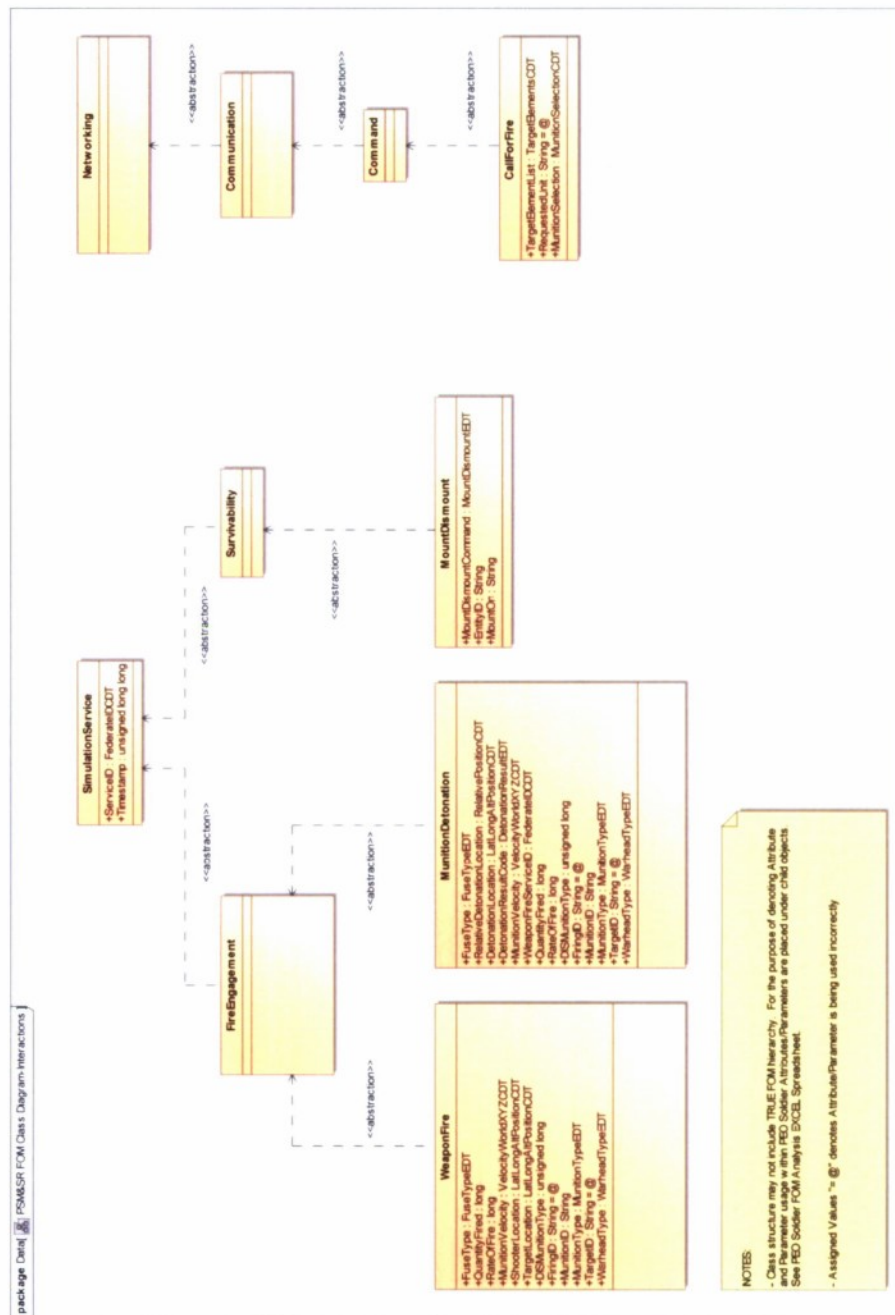 package Data[ PSM&SR FOM Class Diagram-Interactions ]
SimulationService
+ServiceID : FederateIDCDT
+Timestamp : unsigned long long
Networking
<<abstraction>>
<<abstraction>>
<<abstraction>>
FireEngagement
Survivability
Communication
<<abstraction>>
<<abstraction>>
<<abstraction>>
<<abstraction>>
Command
<<abstraction>>
WeaponFire
+FuseType : FuseTypeEDT
+QuantityFired : long
+RateOfFire : long
+MunitionVelocity : VelocityWorldXYZCDT
+ShooterLocation : LatLongAltPositionCDT
+TargetLocation : LatLongAltPositionCDT
+DISMunitionType : unsigned long
+FiringID : String = @
+MunitionID : String
+MunitionType : MunitionTypeEDT
+TargetID : String = @
+WarheadType : WarheadTypeEDT
MunitionDetonation
+FuseType : FuseTypeEDT
+RelativeDetonationLocation : RelativePositionCDT
+DetonationLocation : LatLongAltPositionCDT
+DetonationResultCode : DetonationResultEDT
+MunitionVelocity : VelocityWorldXYZCDT
+WeaponFireServiceID : FederateIDCDT
+QuantityFired : long
+RateOfFire : long
+DISMunitionType : unsigned long
+FiringID : String = @
+MunitionID : String
+MunitionType : MunitionTypeEDT
+TargetID : String = @
+WarheadType : WarheadTypeEDT
MountDismount
+MountDismountCommand : MountDismountEDT
+EntityID : String
+MountOn : String
CallForFire
+TargetElementList : TargetElementsCDT
+RequestedUnit : String = @
+MunitionSelection : MunitionSelectionCDT
NOTES:
- Class structure may not include TRUE FOM hierarchy. For the purpose of denoting Attribute
and Parameter usage within PEO Soldier Attributes/Parameters are placed under child objects.
See PEO Soldier FOM Analysis EXCEL Spreadsheet.
- Assigned Values "= @" denotes Attribute/Parameter is being used incorrectly